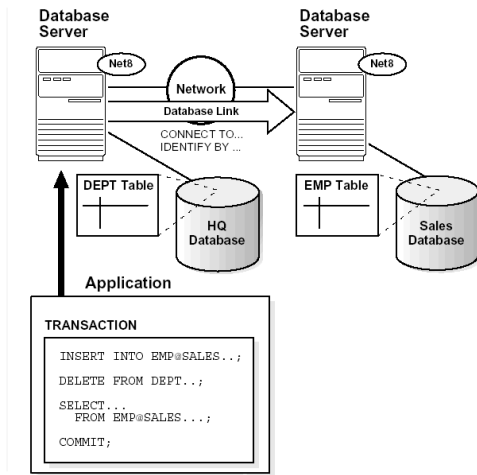 Database
Server
Database
Server
Net8
Net8
Network
Database Link
CONNECT TO...
IDENTIFY BY ...
DEPT Table
EMP Table
HQ
Database
Sales
Database
Application
TRANSACTION
INSERT INTO EMP@SALES..;
DELETE FROM DEPT..;
SELECT...
FROM EMP@SALES...;
COMMIT;